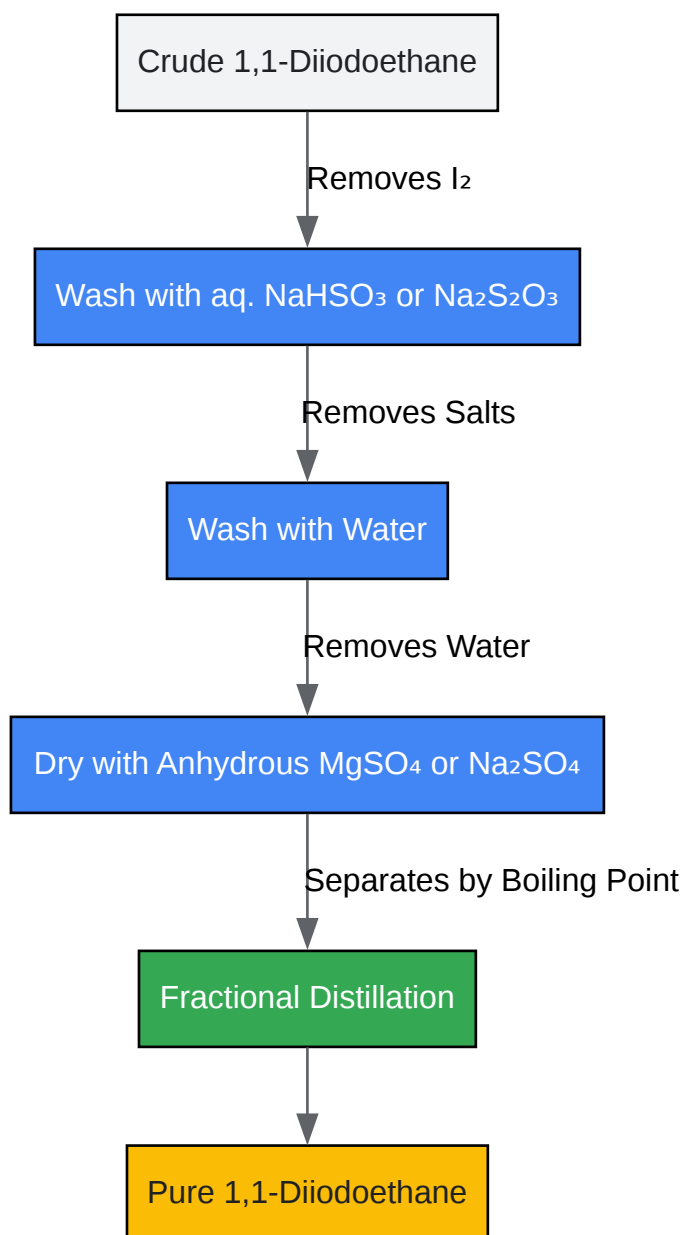 Crude 1,1-Diiodoethane
Removes I₂
Wash with aq. NaHSO₃ or Na₂S₂O₃
Removes Salts
Wash with Water
Removes Water
Dry with Anhydrous MgSO₄ or Na₂SO₄
Separates by Boiling Point
Fractional Distillation
Pure 1,1-Diiodoethane